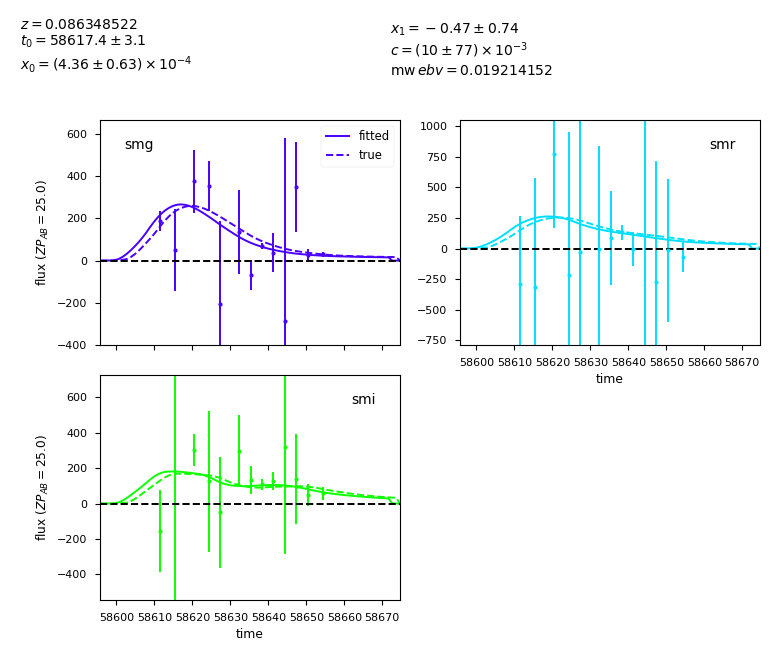 z = 0.086348522
t₀ = 58617.4 ± 3.1
x₀ = (4.36 ± 0.63) × 10⁻⁴
x₁ = −0.47 ± 0.74
c = (10 ± 77) × 10⁻³
mw ebv = 0.019214152
smg
fitted
true
600
400
200
0
−200
−400
flux (ZP_AB = 25.0)
smr
1000
750
500
250
0
−250
−500
−750
58600 58610 58620 58630 58640 58650 58660 58670
time
smi
600
400
200
0
−200
−400
flux (ZP_AB = 25.0)
58600 58610 58620 58630 58640 58650 58660 58670
time